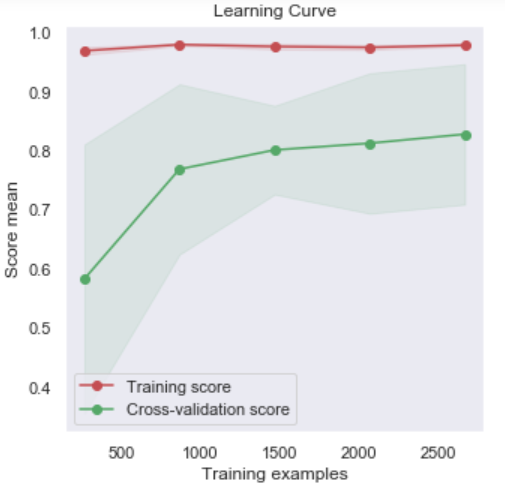 Learning Curve
1.0
0.9
0.8
0.7
0.6
0.5
0.4
Score mean
Training score
Cross-validation score
500 1000 1500 2000 2500
Training examples